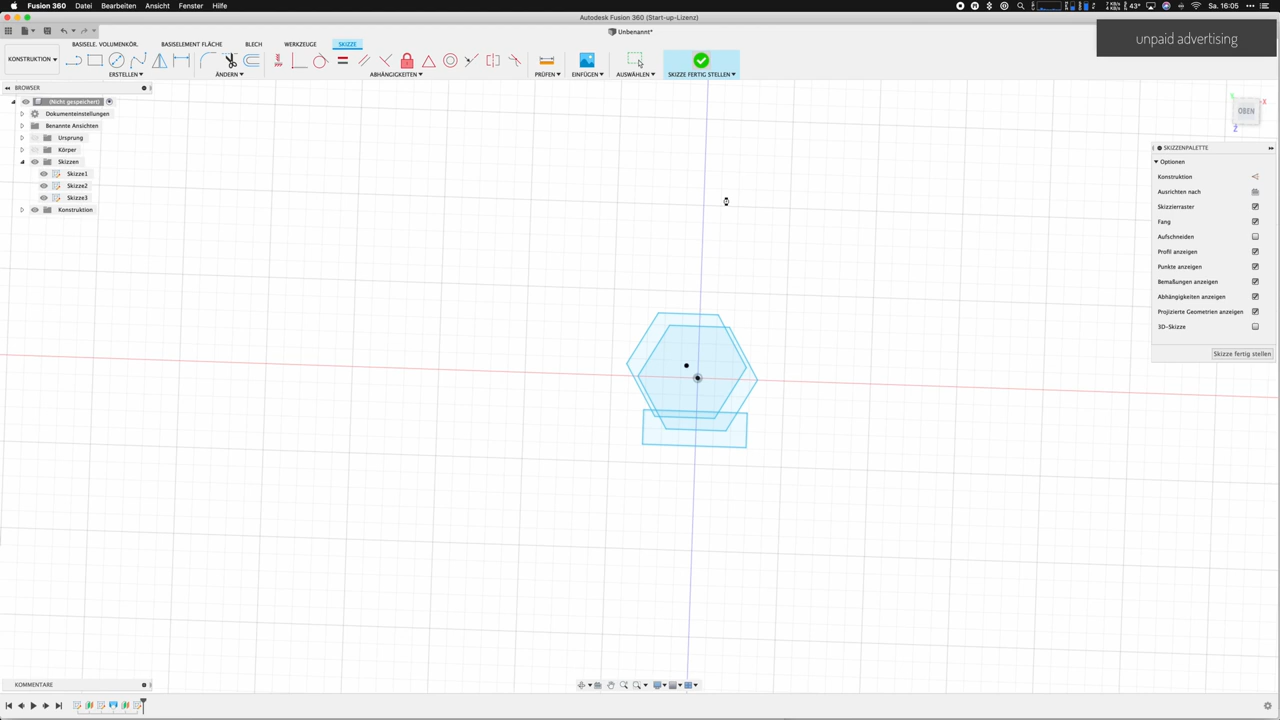 Fusion 360 Datei Bearbeiten Ansicht Fenster Hilfe
43° Sa. 16:05
Autodesk Fusion 360 (Start-up-Lizenz)
unpaid advertising
Unbenannt*
BASISELE. VOLUMENKÖR. BASISELEMENT FLÄCHE BLECH WERKZEUGE SKIZZE
KONSTRUKTION
ERSTELLEN ÄNDERN ABHÄNGIGKEITEN PRÜFEN EINFÜGEN AUSWÄHLEN SKIZZE FERTIG STELLEN
BROWSER
(Nicht gespeichert)
Dokumenteinstellungen
Benannte Ansichten
Ursprung
Körper
Skizzen
Skizze1
Skizze2
Skizze3
Konstruktion
OBEN
X
Z
SKIZZENPALETTE
Optionen
Konstruktion
Ausrichten nach
Skizzierraster
Fang
Aufschneiden
Profil anzeigen
Punkte anzeigen
Bemaßungen anzeigen
Abhängigkeiten anzeigen
Projizierte Geometrien anzeigen
3D-Skizze
Skizze fertig stellen
KOMMENTARE